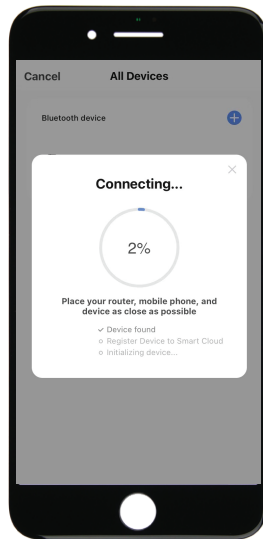 Cancel All Devices
Bluetooth device
Connecting...
2%
Place your router, mobile phone, and
device as close as possible
✓ Device found
Register Device to Smart Cloud
Initializing device...